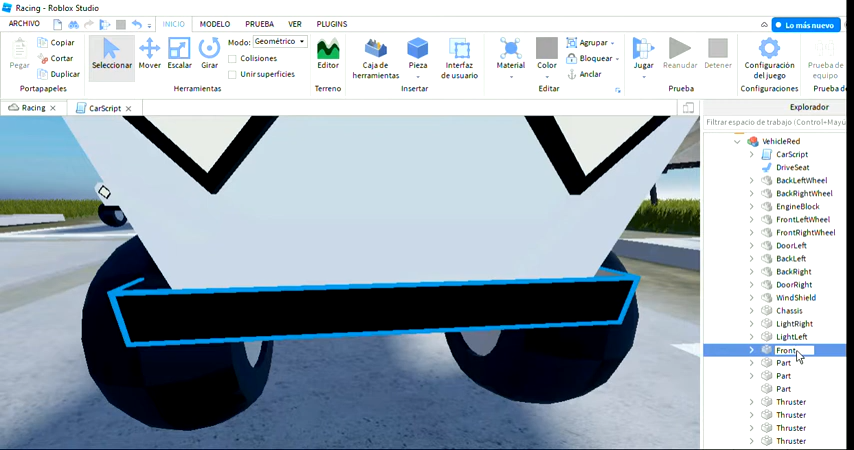 Racing - Roblox Studio
ARCHIVO
INICIO
MODELO
PRUEBA
VER
PLUGINS
Lo más nuevo
Pegar
Copiar
Cortar
Duplicar
Portapapeles
Seleccionar
Mover
Escalar
Girar
Modo: Geométrico
Colisiones
Unir superficies
Herramientas
Editor
Terreno
Caja de herramientas
Pieza
Interfaz de usuario
Insertar
Material
Color
Agrupar
Bloquear
Anclar
Editar
Jugar
Reanudar
Detener
Prueba
Configuración del juego
Configuraciones
Prueba de equipo
Racing
CarScript
Explorador
Filtrar espacio de trabajo (Control+Mayú
VehicleRed
CarScript
DriveSeat
BackLeftWheel
BackRightWheel
EngineBlock
FrontLeftWheel
FrontRightWheel
DoorLeft
BackLeft
BackRight
DoorRight
WindShield
Chassis
LightRight
LightLeft
Front
Part
Part
Part
Thruster
Thruster
Thruster
Thruster